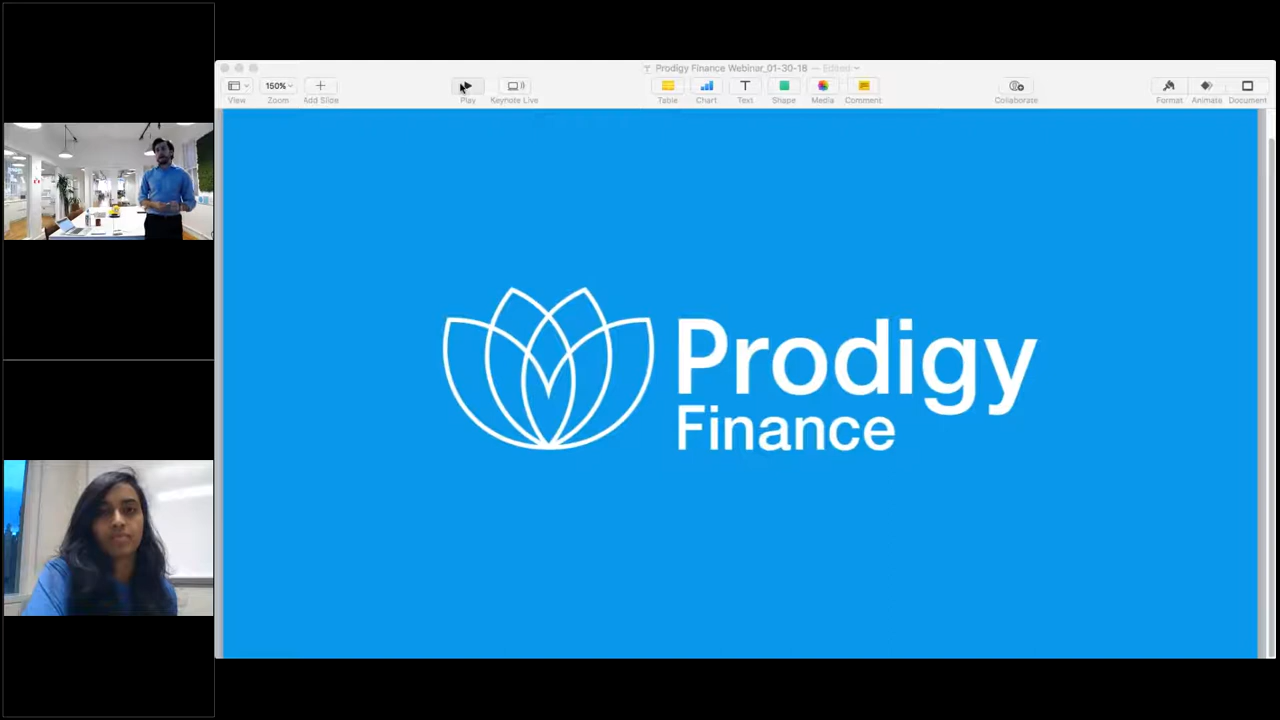 Prodigy Finance Webinar_01-30-18 — Edited
150%
View
Zoom
Add Slide
Play
Keynote Live
Table
Chart
Text
Shape
Media
Comment
Collaborate
Format
Animate
Document
Prodigy
Finance